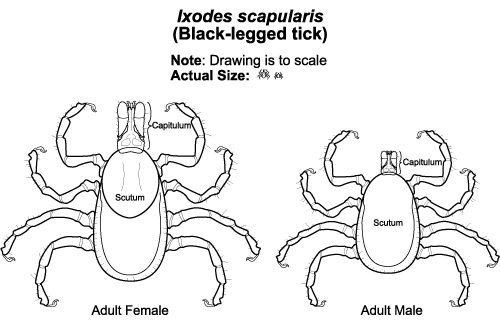 Ixodes scapularis
(Black-legged tick)
Note: Drawing is to scale
Actual Size:
Capitulum
Capitulum
Scutum
Scutum
Adult Female
Adult Male